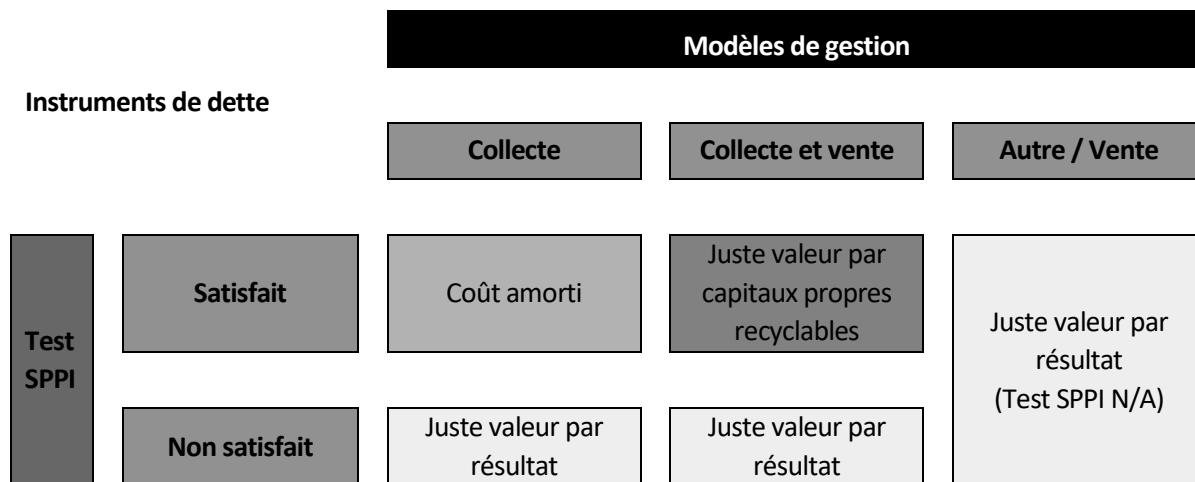 Modèles de gestion
Instruments de dette
Collecte
Collecte et vente
Autre / Vente
Test
SPPI
Satisfait
Coût amorti
Juste valeur par
capitaux propres
recyclables
Juste valeur par
résultat
(Test SPPI N/A)
Non satisfait
Juste valeur par
résultat
Juste valeur par
résultat